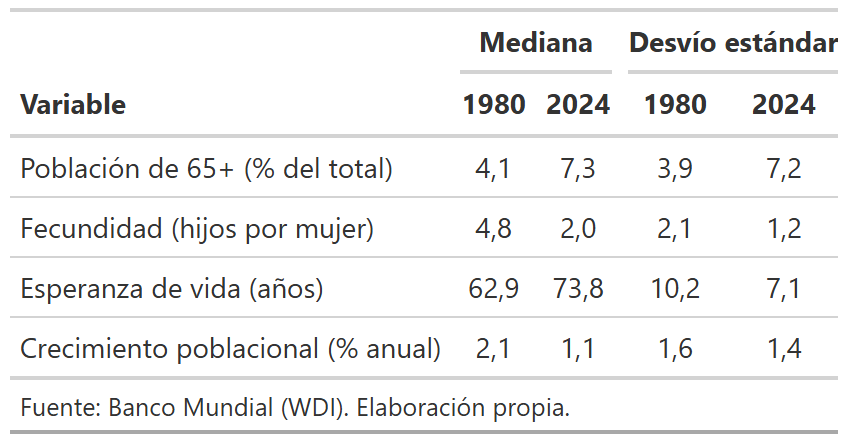 Mediana Desvío estándar
Variable 1980 2024 1980 2024
Población de 65+ (% del total) 4,1 7,3 3,9 7,2
Fecundidad (hijos por mujer) 4,8 2,0 2,1 1,2
Esperanza de vida (años) 62,9 73,8 10,2 7,1
Crecimiento poblacional (% anual) 2,1 1,1 1,6 1,4
Fuente: Banco Mundial (WDI). Elaboración propia.